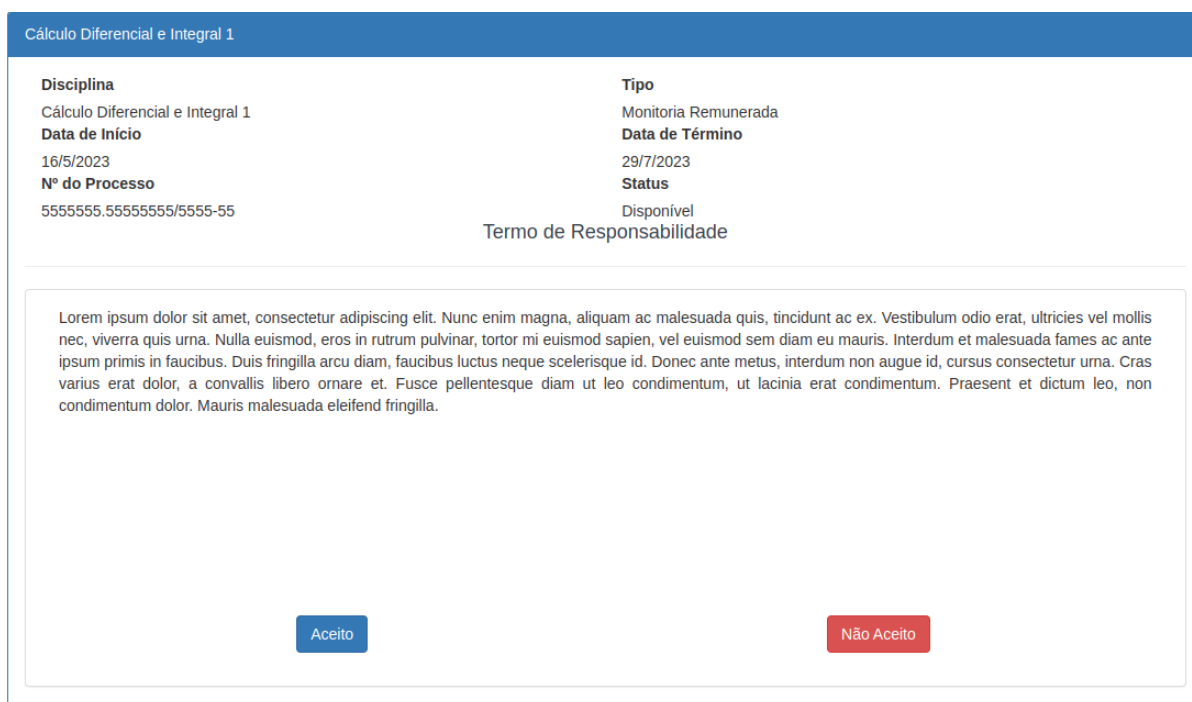 Cálculo Diferencial e Integral 1
Disciplina
Tipo
Cálculo Diferencial e Integral 1
Monitoria Remunerada
Data de Início
Data de Término
16/5/2023
29/7/2023
Nº do Processo
Status
5555555.55555555/5555-55
Disponível
Termo de Responsabilidade
Lorem ipsum dolor sit amet, consectetur adipiscing elit. Nunc enim magna, aliquam ac malesuada quis, tincidunt ac ex. Vestibulum odio erat, ultricies vel mollis
nec, viverra quis urna. Nulla euismod, eros in rutrum pulvinar, tortor mi euismod sapien, vel euismod sem diam eu mauris. Interdum et malesuada fames ac ante
ipsum primis in faucibus. Duis fringilla arcu diam, faucibus luctus neque scelerisque id. Donec ante metus, interdum non augue id, cursus consectetur urna. Cras
varius erat dolor, a convallis libero ornare et. Fusce pellentesque diam ut leo condimentum, ut lacinia erat condimentum. Praesent et dictum leo, non
condimentum dolor. Mauris malesuada eleifend fringilla.
Aceito
Não Aceito